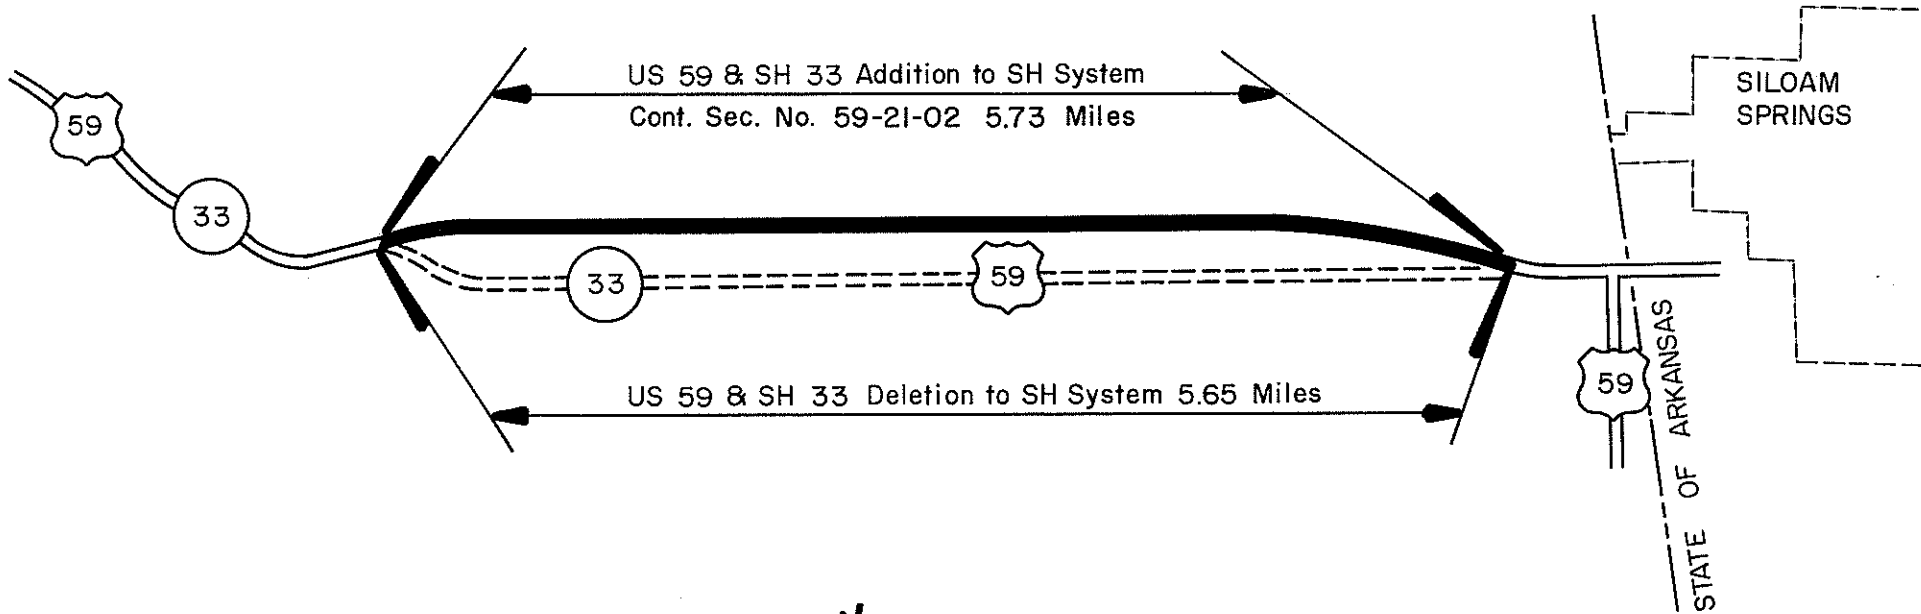 US 59 & SH 33 Addition to SH System
Cont. Sec. No. 59-21-02 5.73 Miles
SILOAM
SPRINGS
59
33
33
59
US 59 & SH 33 Deletion to SH System 5.65 Miles
59
STATE OF ARKANSAS